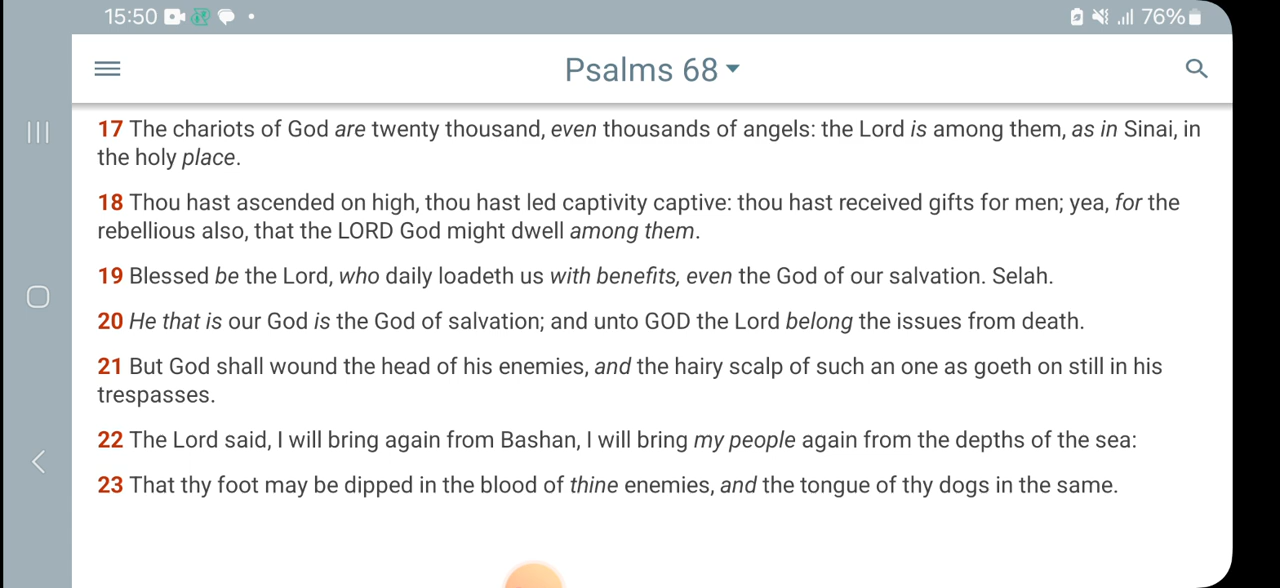 15:50
76%
Psalms 68
17 The chariots of God are twenty thousand, even thousands of angels: the Lord is among them, as in Sinai, in
the holy place.
18 Thou hast ascended on high, thou hast led captivity captive: thou hast received gifts for men; yea, for the
rebellious also, that the LORD God might dwell among them.
19 Blessed be the Lord, who daily loadeth us with benefits, even the God of our salvation. Selah.
20 He that is our God is the God of salvation; and unto GOD the Lord belong the issues from death.
21 But God shall wound the head of his enemies, and the hairy scalp of such an one as goeth on still in his
trespasses.
22 The Lord said, I will bring again from Bashan, I will bring my people again from the depths of the sea:
23 That thy foot may be dipped in the blood of thine enemies, and the tongue of thy dogs in the same.